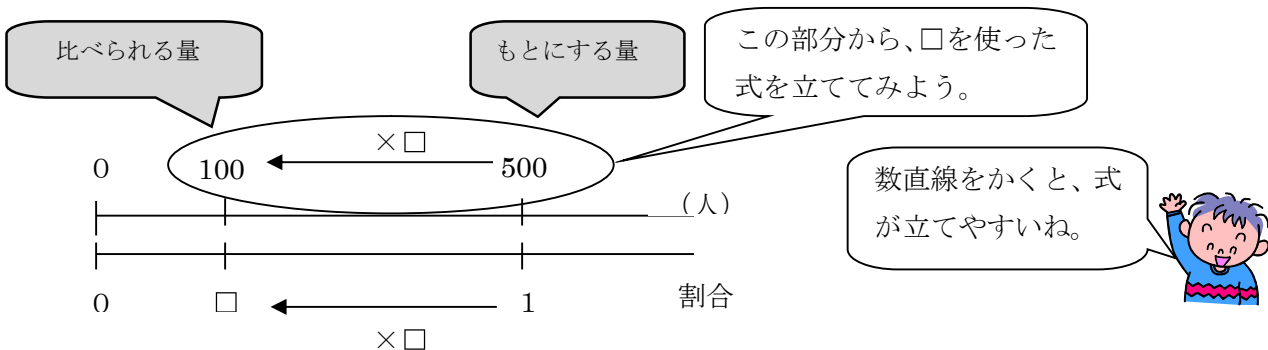 比べられる量
もとにする量
この部分から、□を使った
式を立ててみよう。
×□
0 100 500
(人)
数直線をかくと、式
が立てやすいね。
0 □ 1 割合
×□